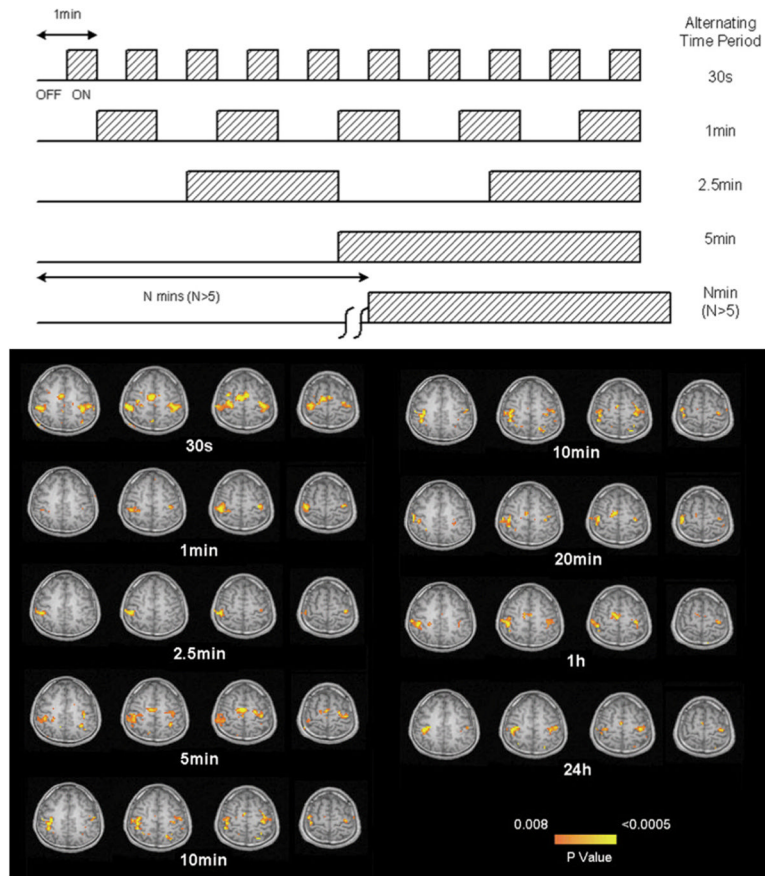 1min
Alternating
Time Period
30s
OFF ON
1min
2.5min
5min
N mins (N>5)
Nmin
(N>5)
30s
1min
2.5min
5min
10min
10min
20min
1h
24h
0.008 <0.0005
P Value